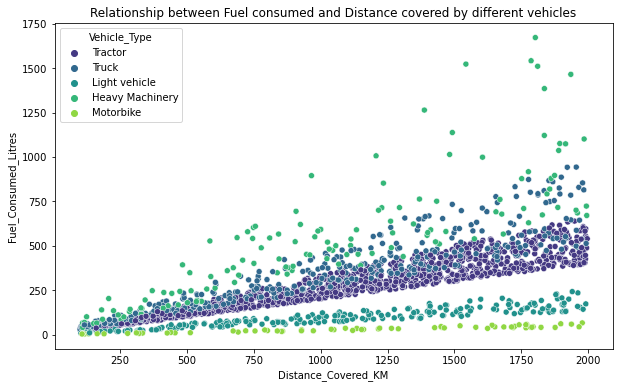 Relationship between Fuel consumed and Distance covered by different vehicles
Vehicle_Type
Tractor
Truck
Light vehicle
Heavy Machinery
Motorbike
Fuel_Consumed_Litres
1750
1500
1250
1000
750
500
250
0
250
500
750
1000
1250
1500
1750
2000
Distance_Covered_KM